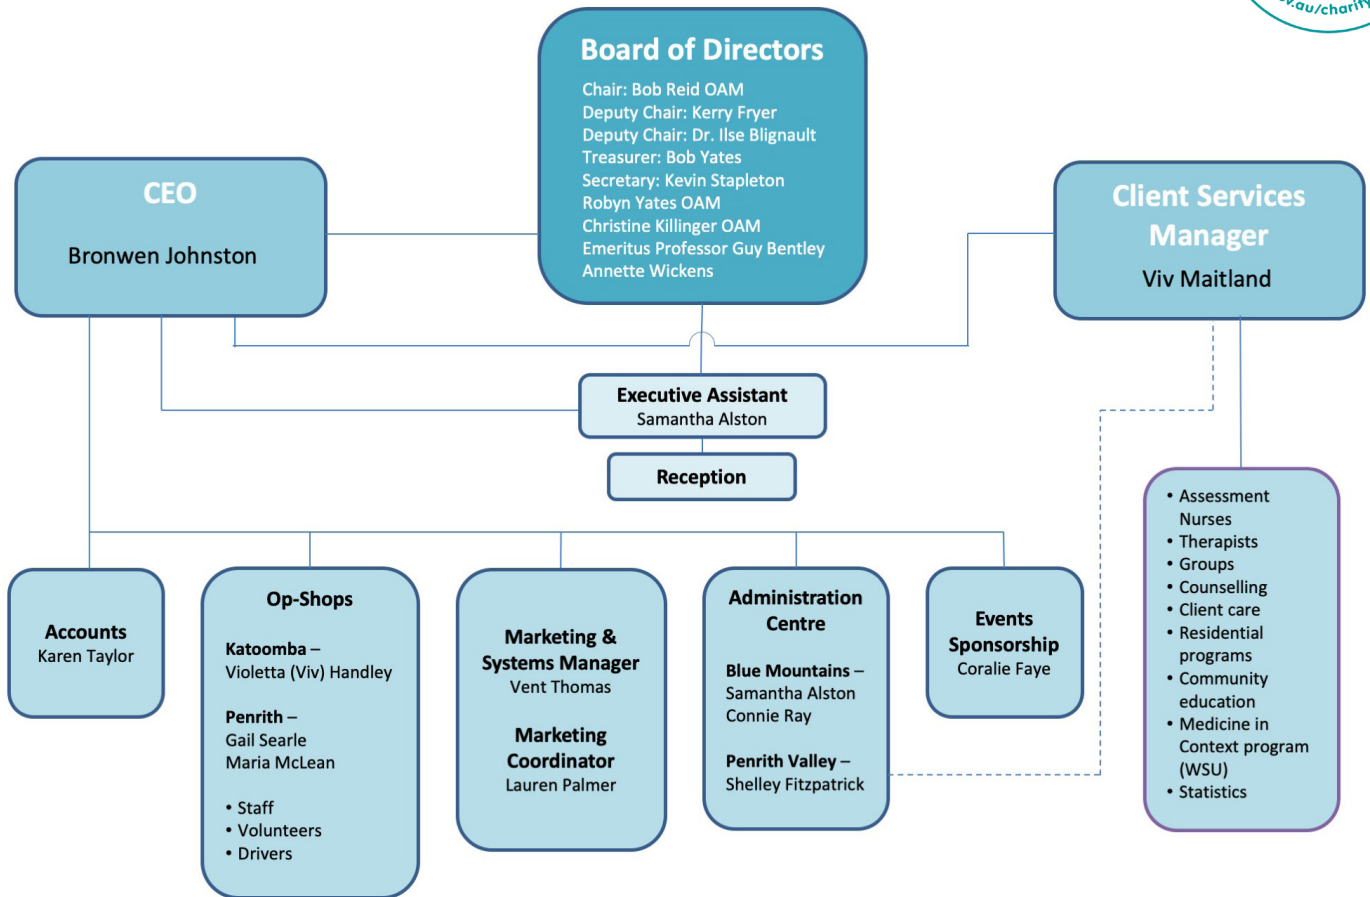 v.au/charity
Board of Directors
Chair: Bob Reid OAM
Deputy Chair: Kerry Fryer
Deputy Chair: Dr. Ilse Blignault
Treasurer: Bob Yates
Secretary: Kevin Stapleton
Robyn Yates OAM
Christine Killinger OAM
Emeritus Professor Guy Bentley
Annette Wickens
CEO
Bronwen Johnston
Client Services
Manager
Viv Maitland
Executive Assistant
Samantha Alston
Reception
Accounts
Karen Taylor
Op-Shops
Katoomba –
Violetta (Viv) Handley
Penrith –
Gail Searle
Maria McLean
• Staff
• Volunteers
• Drivers
Marketing &
Systems Manager
Vent Thomas
Marketing
Coordinator
Lauren Palmer
Administration
Centre
Blue Mountains –
Samantha Alston
Connie Ray
Penrith Valley –
Shelley Fitzpatrick
Events
Sponsorship
Coralie Faye
• Assessment
Nurses
• Therapists
• Groups
• Counselling
• Client care
• Residential
programs
• Community
education
• Medicine in
Context program
(WSU)
• Statistics